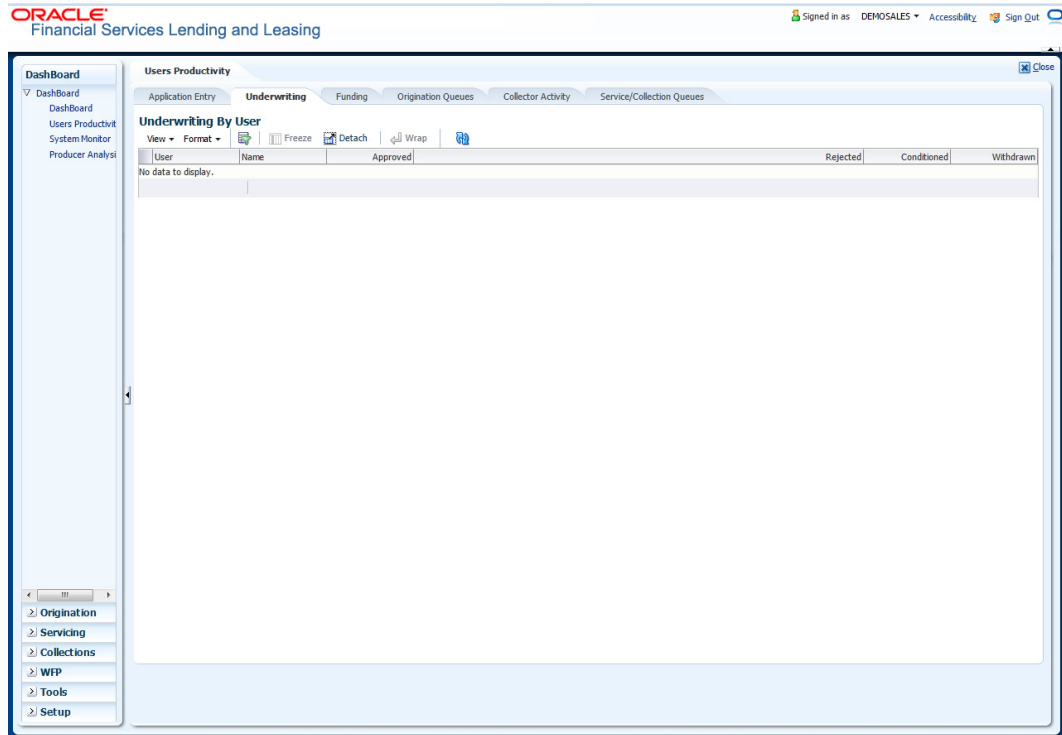 ORACLE
Financial Services Lending and Leasing
Signed in as DEMOSALES Accessibility Sign Out
Close
DashBoard
DashBoard
DashBoard
Users Productivit
System Monitor
Producer Analysi
Origination
Servicing
Collections
WFP
Tools
Setup
Users Productivity
Application Entry Underwriting Funding Origination Queues Collector Activity Service/Collection Queues
Underwriting By User
View Format Freeze Detach Wrap
User Name Approved Rejected Conditioned Withdrawn
No data to display.